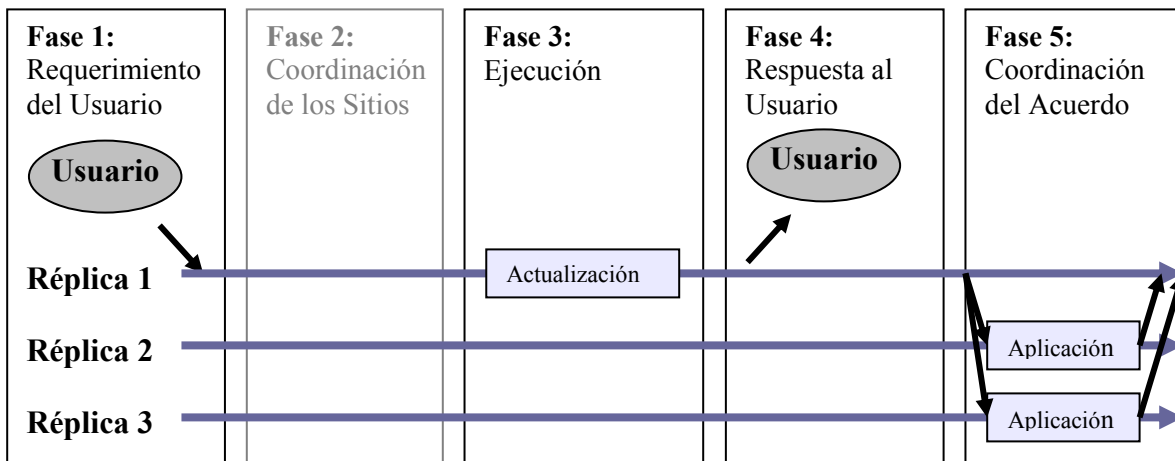 Fase 1:
Requerimiento
del Usuario
Usuario
Fase 2:
Coordinación
de los Sitios
Fase 3:
Ejecución
Fase 4:
Respuesta al
Usuario
Usuario
Fase 5:
Coordinación
del Acuerdo
Réplica 1
Actualización
Réplica 2
Aplicación
Réplica 3
Aplicación